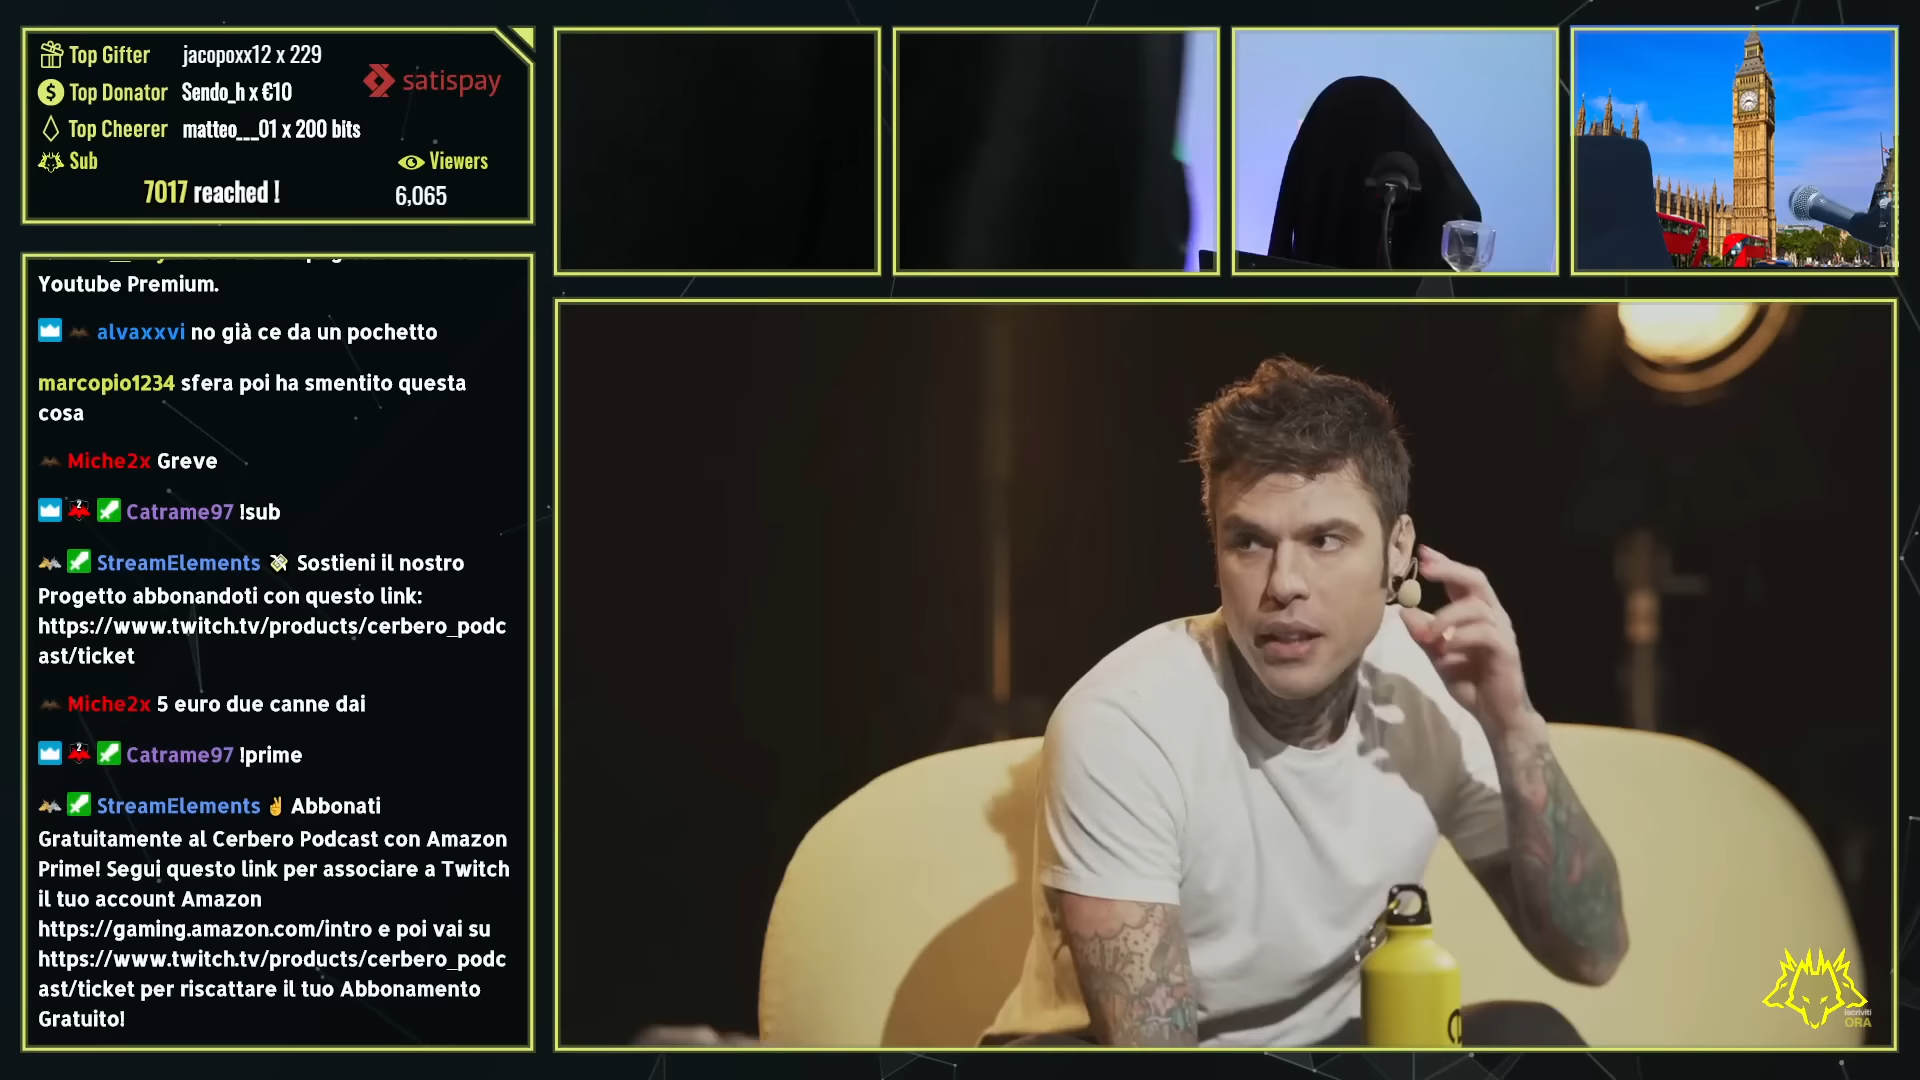 Top Gifter jacopoxx12 x 229
satispay
Top Donator Sendo_h x €10
Top Cheerer matteo___01 x 200 bits
Sub
Viewers
7017 reached !
6,065
Youtube Premium.
alvaxxvi no già ce da un pochetto
marcopio1234 sfera poi ha smentito questa
cosa
Miche2x Greve
Catrame97 !sub
StreamElements 💸 Sostieni il nostro
Progetto abbonandoti con questo link:
https://www.twitch.tv/products/cerbero_podc
ast/ticket
Miche2x 5 euro due canne dai
Catrame97 !prime
StreamElements ✌ Abbonati
Gratuitamente al Cerbero Podcast con Amazon
Prime! Segui questo link per associare a Twitch
il tuo account Amazon
https://gaming.amazon.com/intro e poi vai su
https://www.twitch.tv/products/cerbero_podc
ast/ticket per riscattare il tuo Abbonamento
Gratuito!
iscriviti
ORA